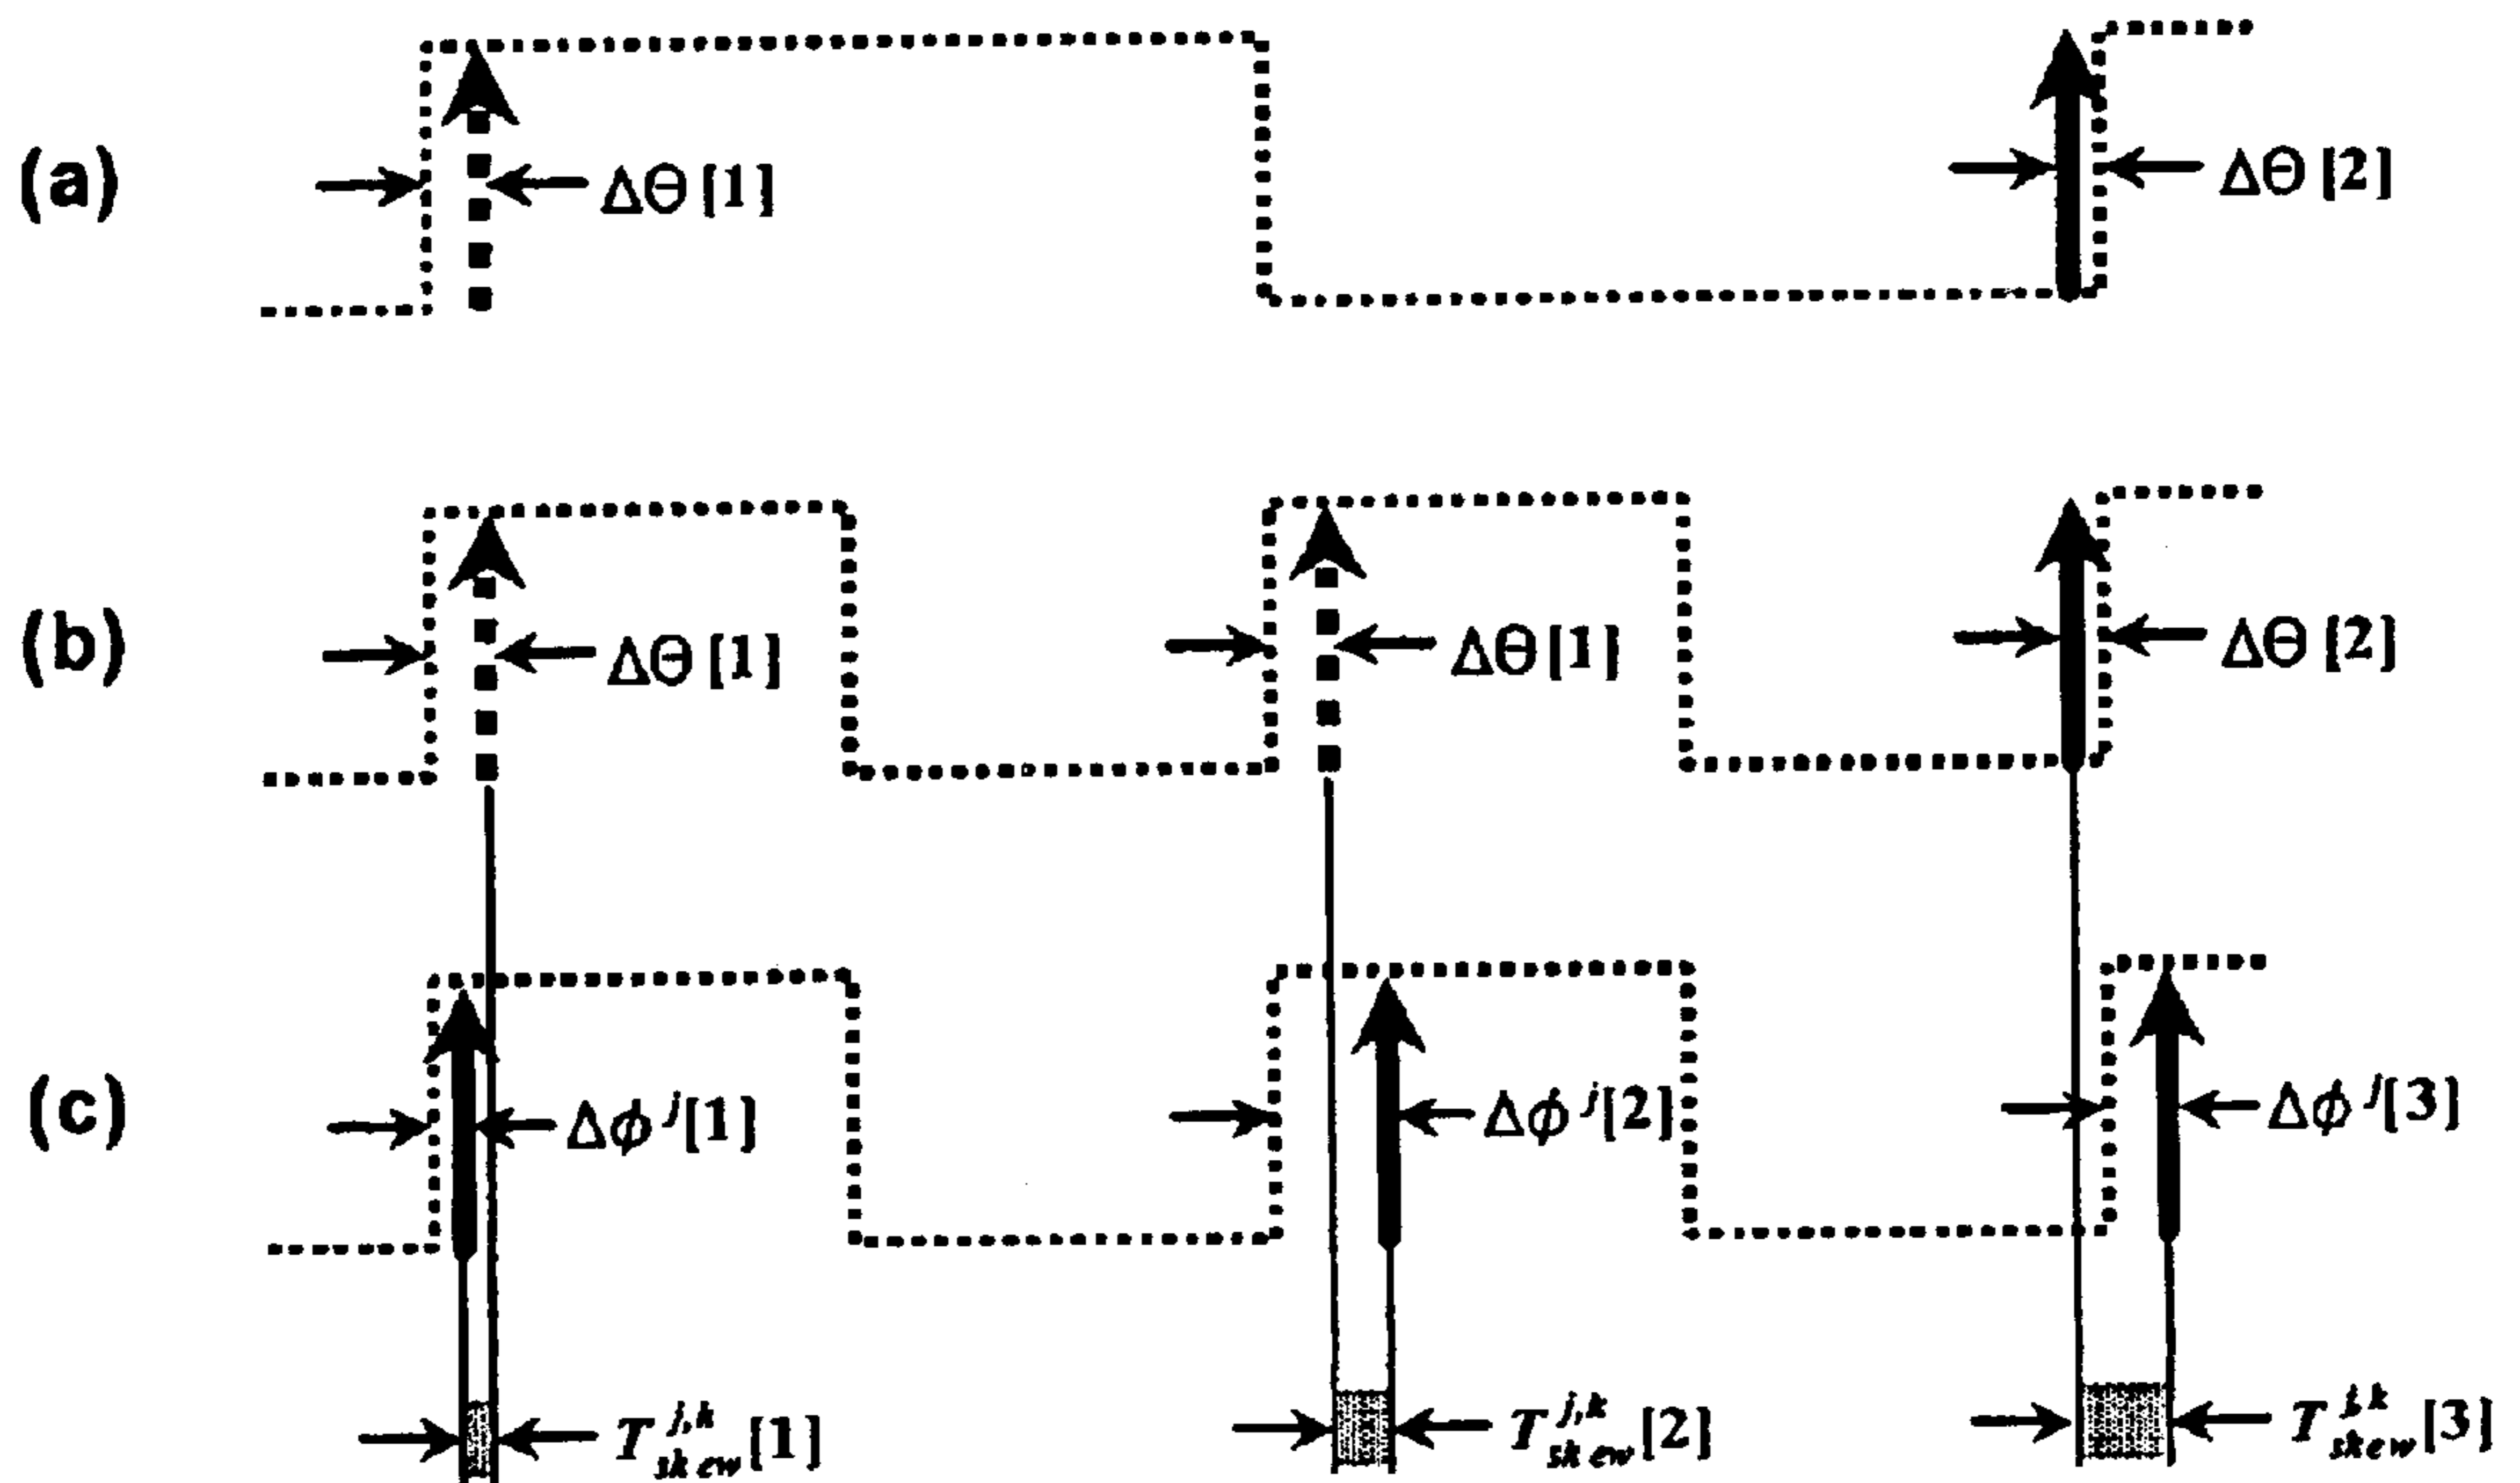 (a) ΔΘ[1] ΔΘ[2]
(b) ΔΘ[1] ΔΘ[1] ΔΘ[2]
(c) Δϕ^j[1] Δϕ^j[2] Δϕ^j[3]
T^{j,k}_{skew}[1] T^{j,k}_{skew}[2] T^{j,k}_{skew}[3]